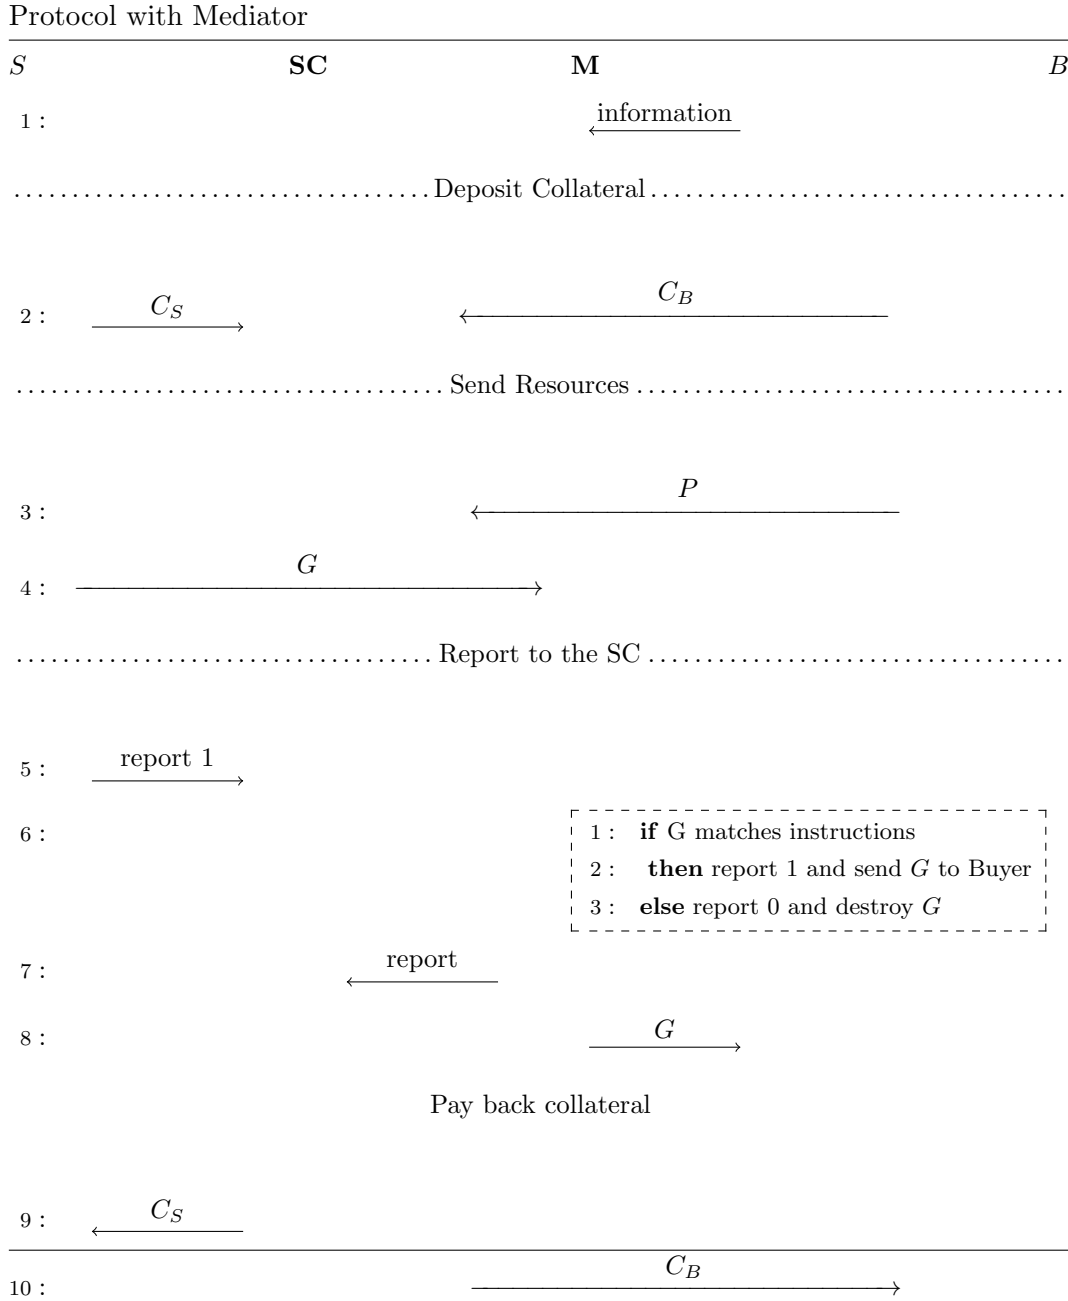 Protocol with Mediator
S SC M B
1 : information
Deposit Collateral
2 : C_S C_B
Send Resources
3 : P
4 : G
Report to the SC
5 : report 1
6 :
1 : if G matches instructions
2 : then report 1 and send G to Buyer
3 : else report 0 and destroy G
7 : report
8 : G
Pay back collateral
9 : C_S
10 : C_B